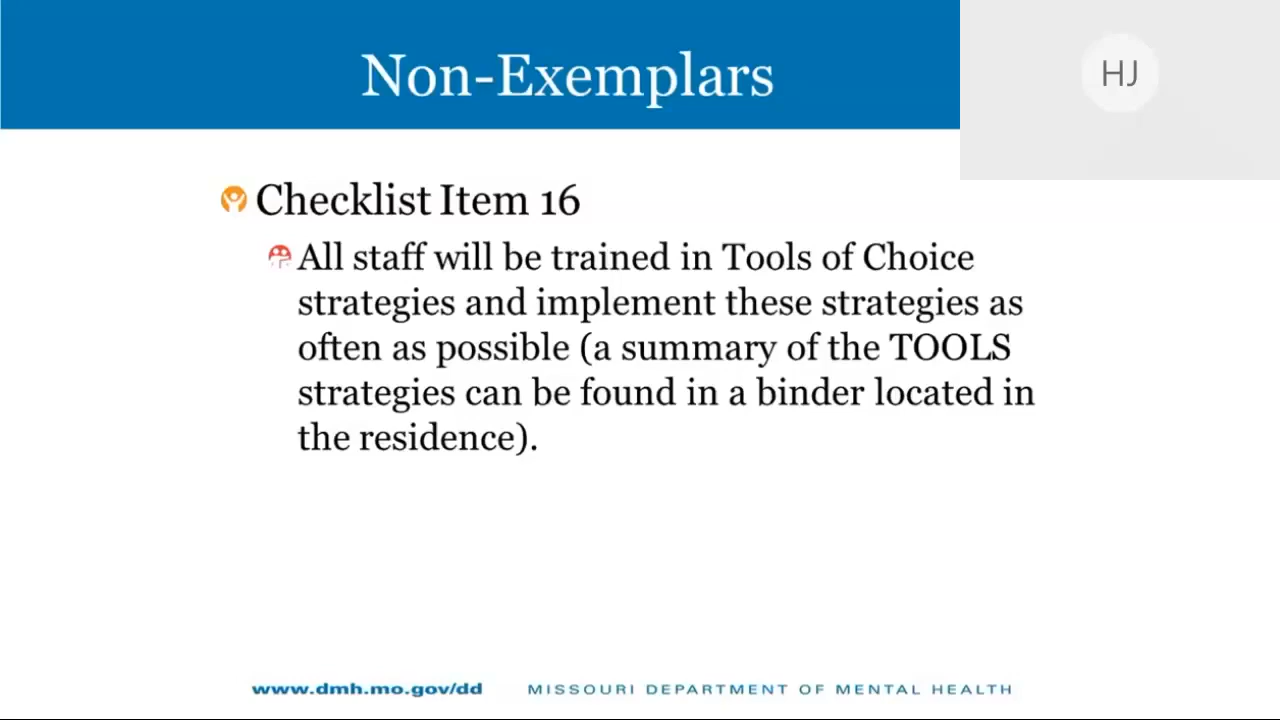 Non-Exemplars
HJ
Checklist Item 16
All staff will be trained in Tools of Choice
strategies and implement these strategies as
often as possible (a summary of the TOOLS
strategies can be found in a binder located in
the residence).
www.dmh.mo.gov/dd MISSOURI DEPARTMENT OF MENTAL HEALTH